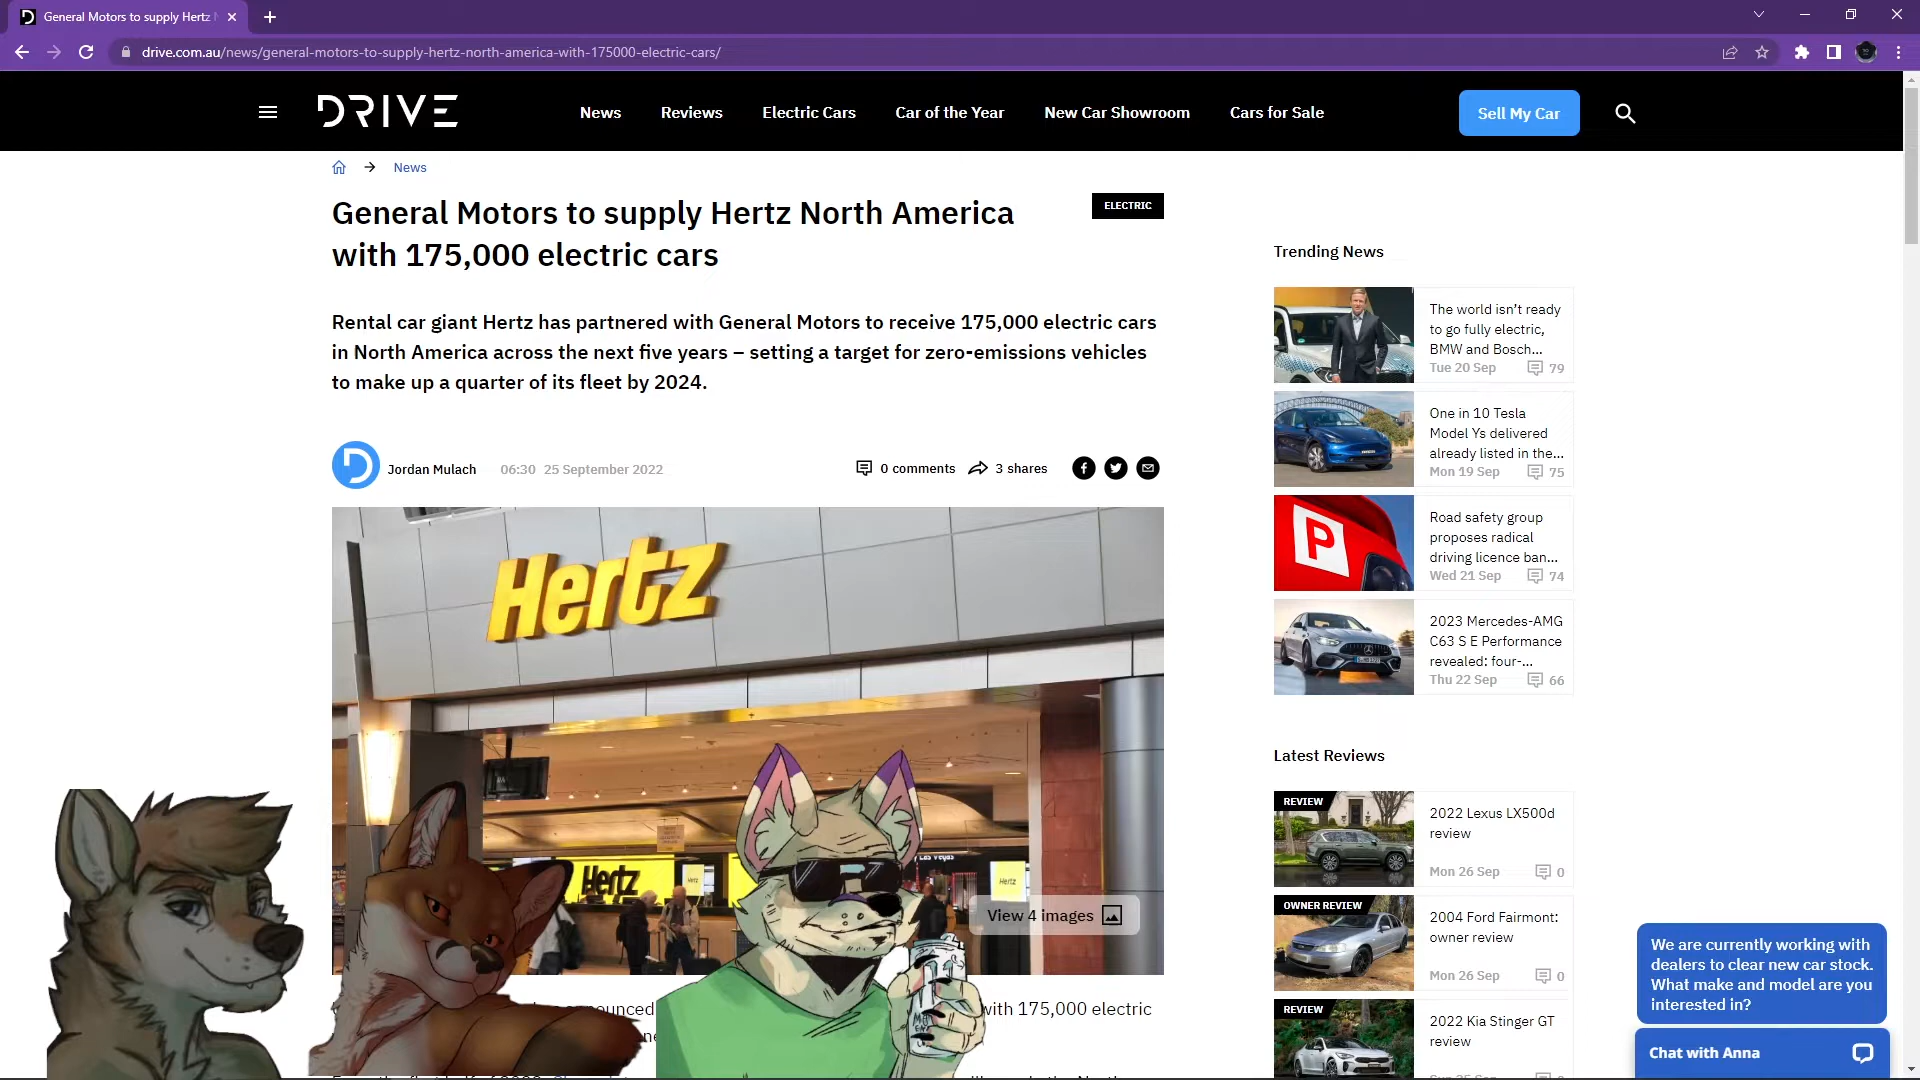 General Motors to supply Hertz N
drive.com.au/news/general-motors-to-supply-hertz-north-america-with-175000-electric-cars/
DRIVE
News
Reviews
Electric Cars
Car of the Year
New Car Showroom
Cars for Sale
Sell My Car
News
General Motors to supply Hertz North America
with 175,000 electric cars
ELECTRIC
Rental car giant Hertz has partnered with General Motors to receive 175,000 electric cars
in North America across the next five years – setting a target for zero-emissions vehicles
to make up a quarter of its fleet by 2024.
Jordan Mulach
06:30 25 September 2022
0 comments
3 shares
Hertz
Hertz
Hertz
Las Vegas
Hertz
View 4 images
nounced
with 175,000 electric
Trending News
The world isn’t ready
to go fully electric,
BMW and Bosch...
Tue 20 Sep
79
One in 10 Tesla
Model Ys delivered
already listed in the...
Mon 19 Sep
75
P
Road safety group
proposes radical
driving licence ban...
Wed 21 Sep
74
2023 Mercedes-AMG
C63 S E Performance
revealed: four-...
Thu 22 Sep
66
Latest Reviews
REVIEW
2022 Lexus LX500d
review
Mon 26 Sep
0
OWNER REVIEW
2004 Ford Fairmont:
owner review
Mon 26 Sep
0
REVIEW
2022 Kia Stinger GT
review
We are currently working with
dealers to clear new car stock.
What make and model are you
interested in?
Chat with Anna